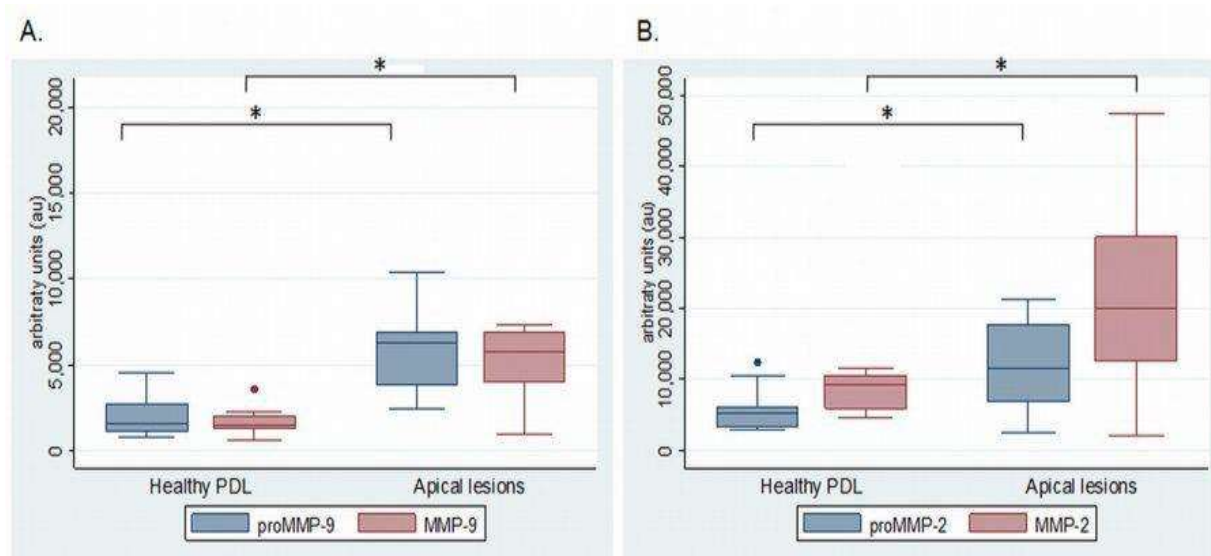 A.
*
*
arbitraty units (au)
20,000
15,000
10,000
5,000
0
Healthy PDL Apical lesions
proMMP-9 MMP-9
B.
*
*
arbitraty units (au)
50,000
40,000
30,000
20,000
10,000
0
Healthy PDL Apical lesions
proMMP-2 MMP-2